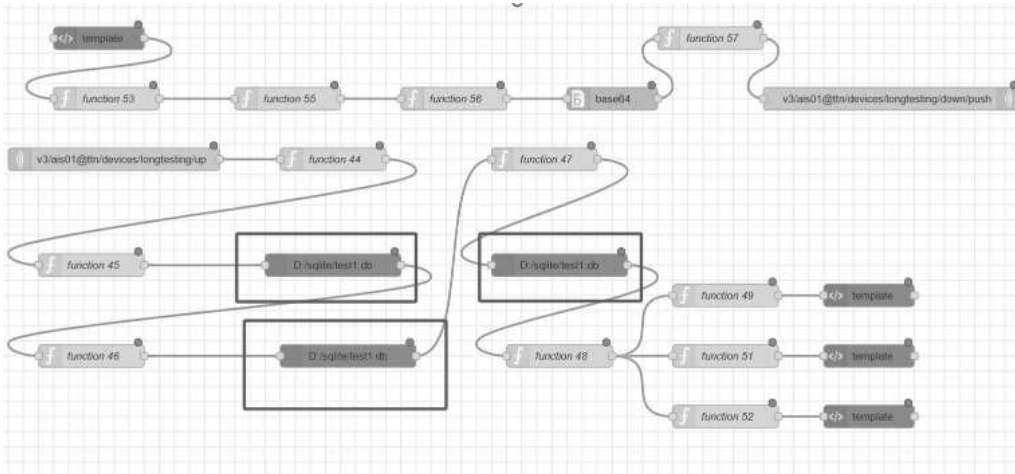 template
function 57
function 53
function 55
function 56
base64
v3/ais01@ttn/devices/longtesting/down/push
v3/ais01@ttn/devices/longtesting/up
function 44
function 47
function 45
D:/sqlite/test1.db
D:/sqlite/test1.db
function 49
template
function 46
D:/sqlite/test1.db
function 48
function 51
template
function 52
template